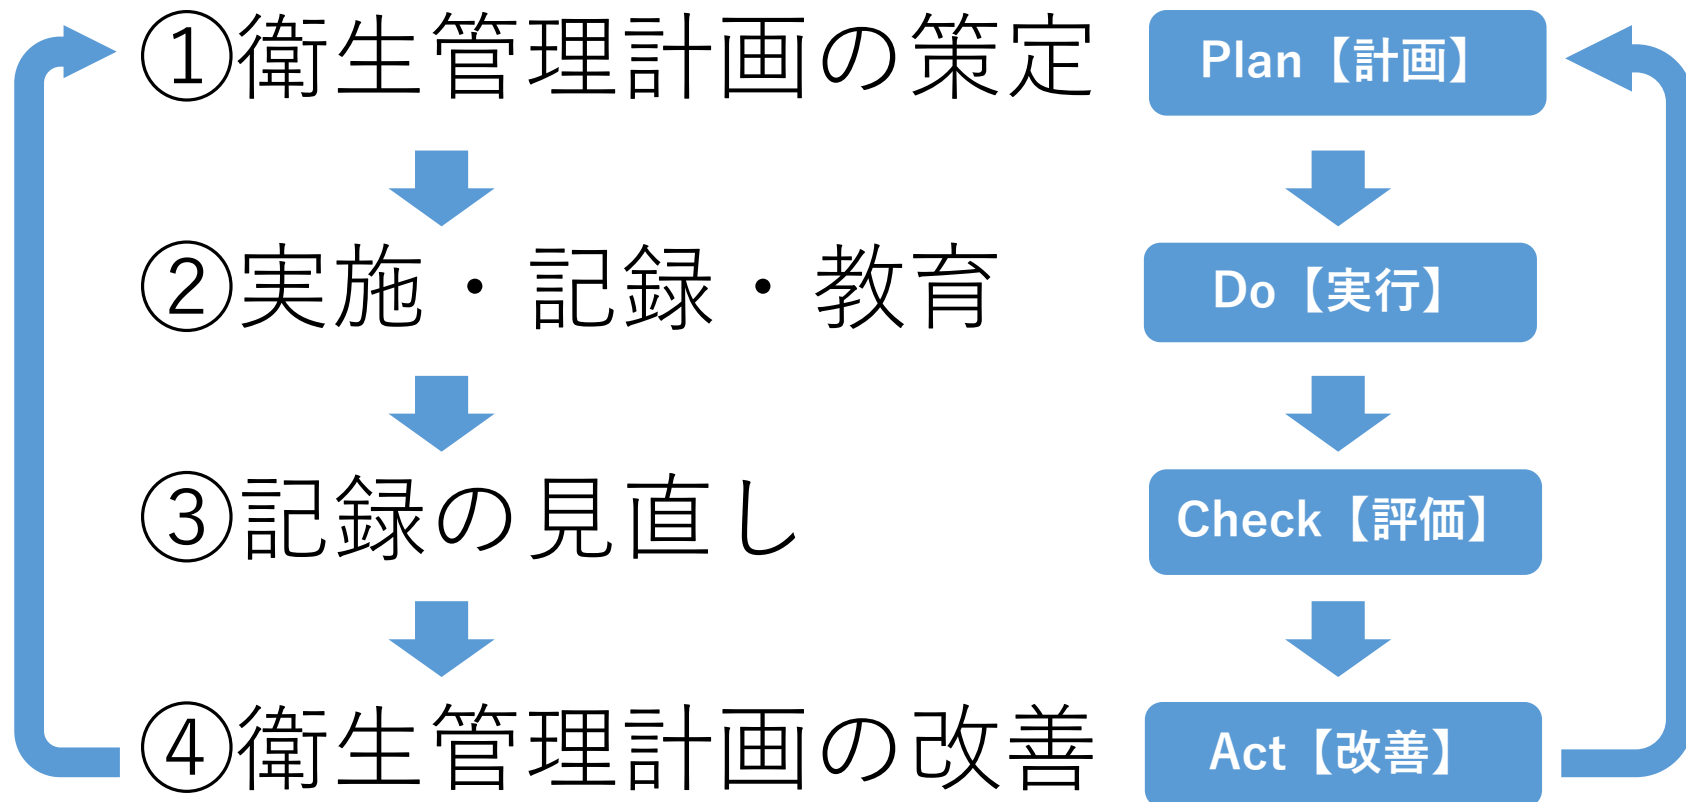 ①衛生管理計画の策定
Plan【計画】
②実施・記録・教育
Do【実行】
③記録の見直し
Check【評価】
④衛生管理計画の改善
Act【改善】